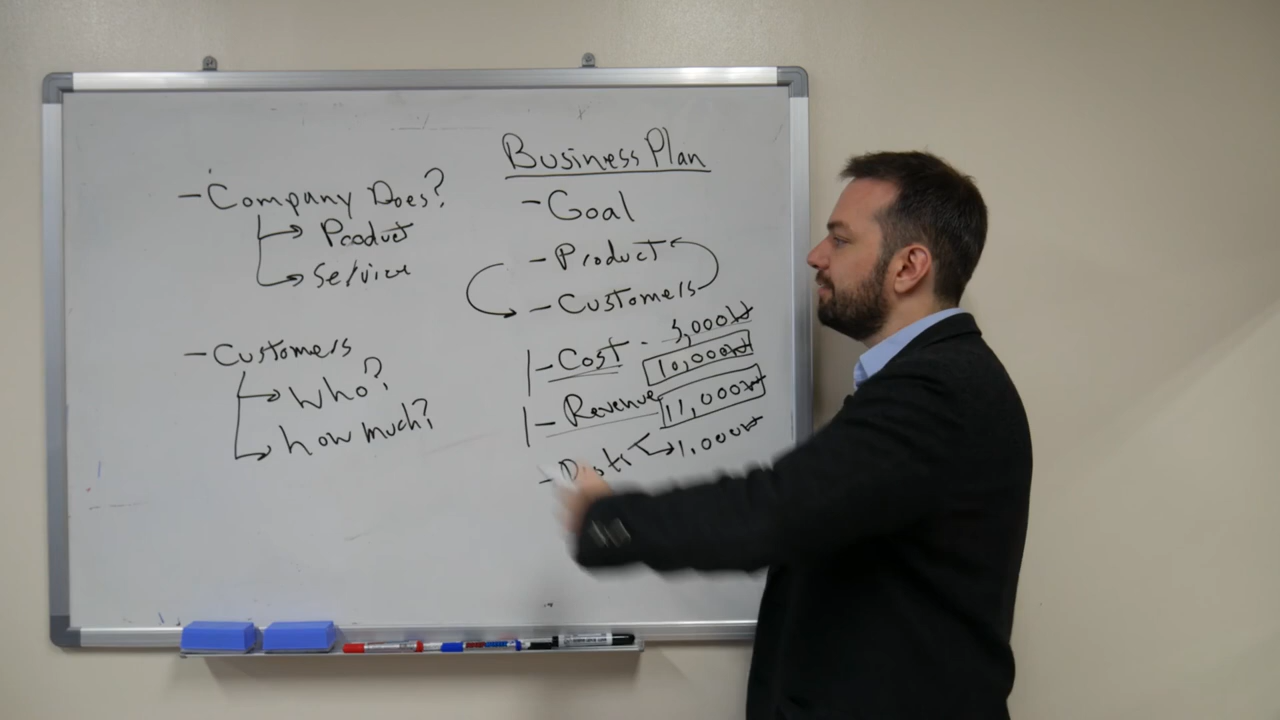 - Company Does?
Product
Service
- Customers
Who?
how much?
Business Plan
- Goal
- Product
- Customers
- Cost - 5,000₩
10,000₩
- Revenue 11,000₩
- 1,000₩